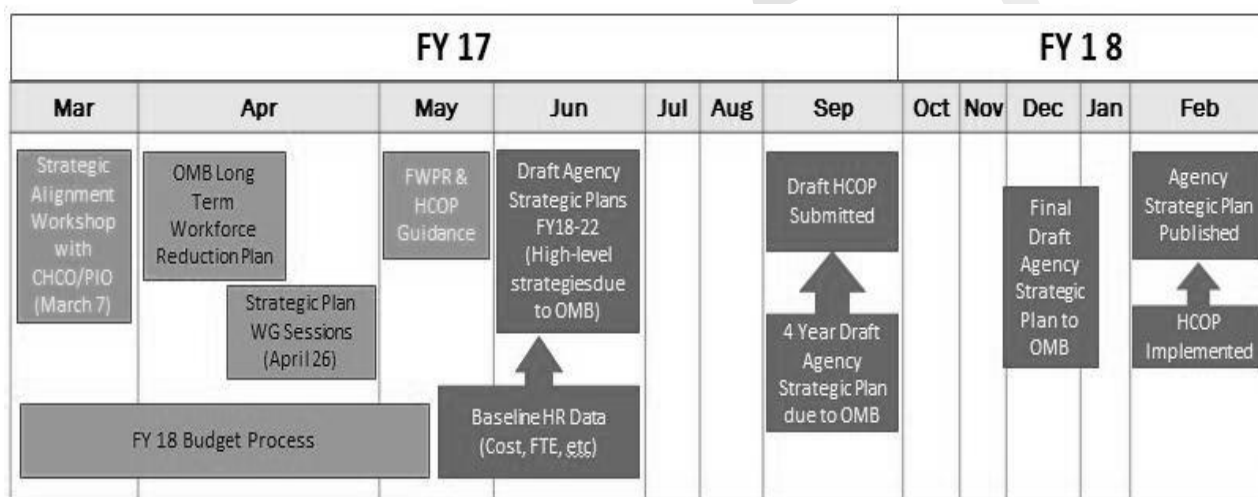 FY 17
FY 1 8
Mar
Apr
May
Jun
Jul
Aug
Sep
Oct
Nov
Dec
Jan
Feb
Strategic
Alignment
Workshop
with
CHCO/PIO
(March 7)
OMB Long
Term
Workforce
Reduction Plan
Strategic Plan
WG Sessions
(April 26)
FWPR &
HCOP
Guidance
Draft Agency
Strategic Plans
FY18-22
(High-level
strategiesdue
to OMB)
Draft HCOP
Submitted
4 Year Draft
Agency
Strategic Plan
due to OMB
Final
Draft
Agency
Strategic
Plan to
OMB
Agency
Strategic Plan
Published
HCOP
Implemented
FY 18 Budget Process
Baseline HR Data
(Cost, FTE, etc)